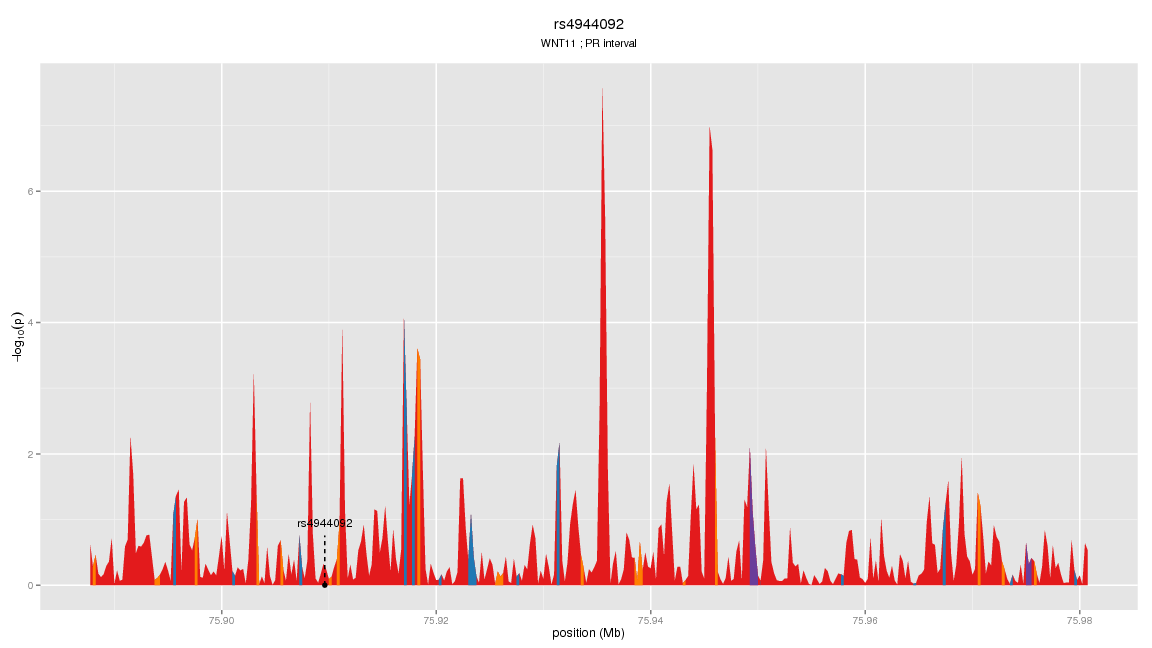 rs4944092
WNT11 ; PR interval
−log10(p)
6
4
2
0
rs4944092
75.90
75.92
75.94
75.96
75.98
position (Mb)